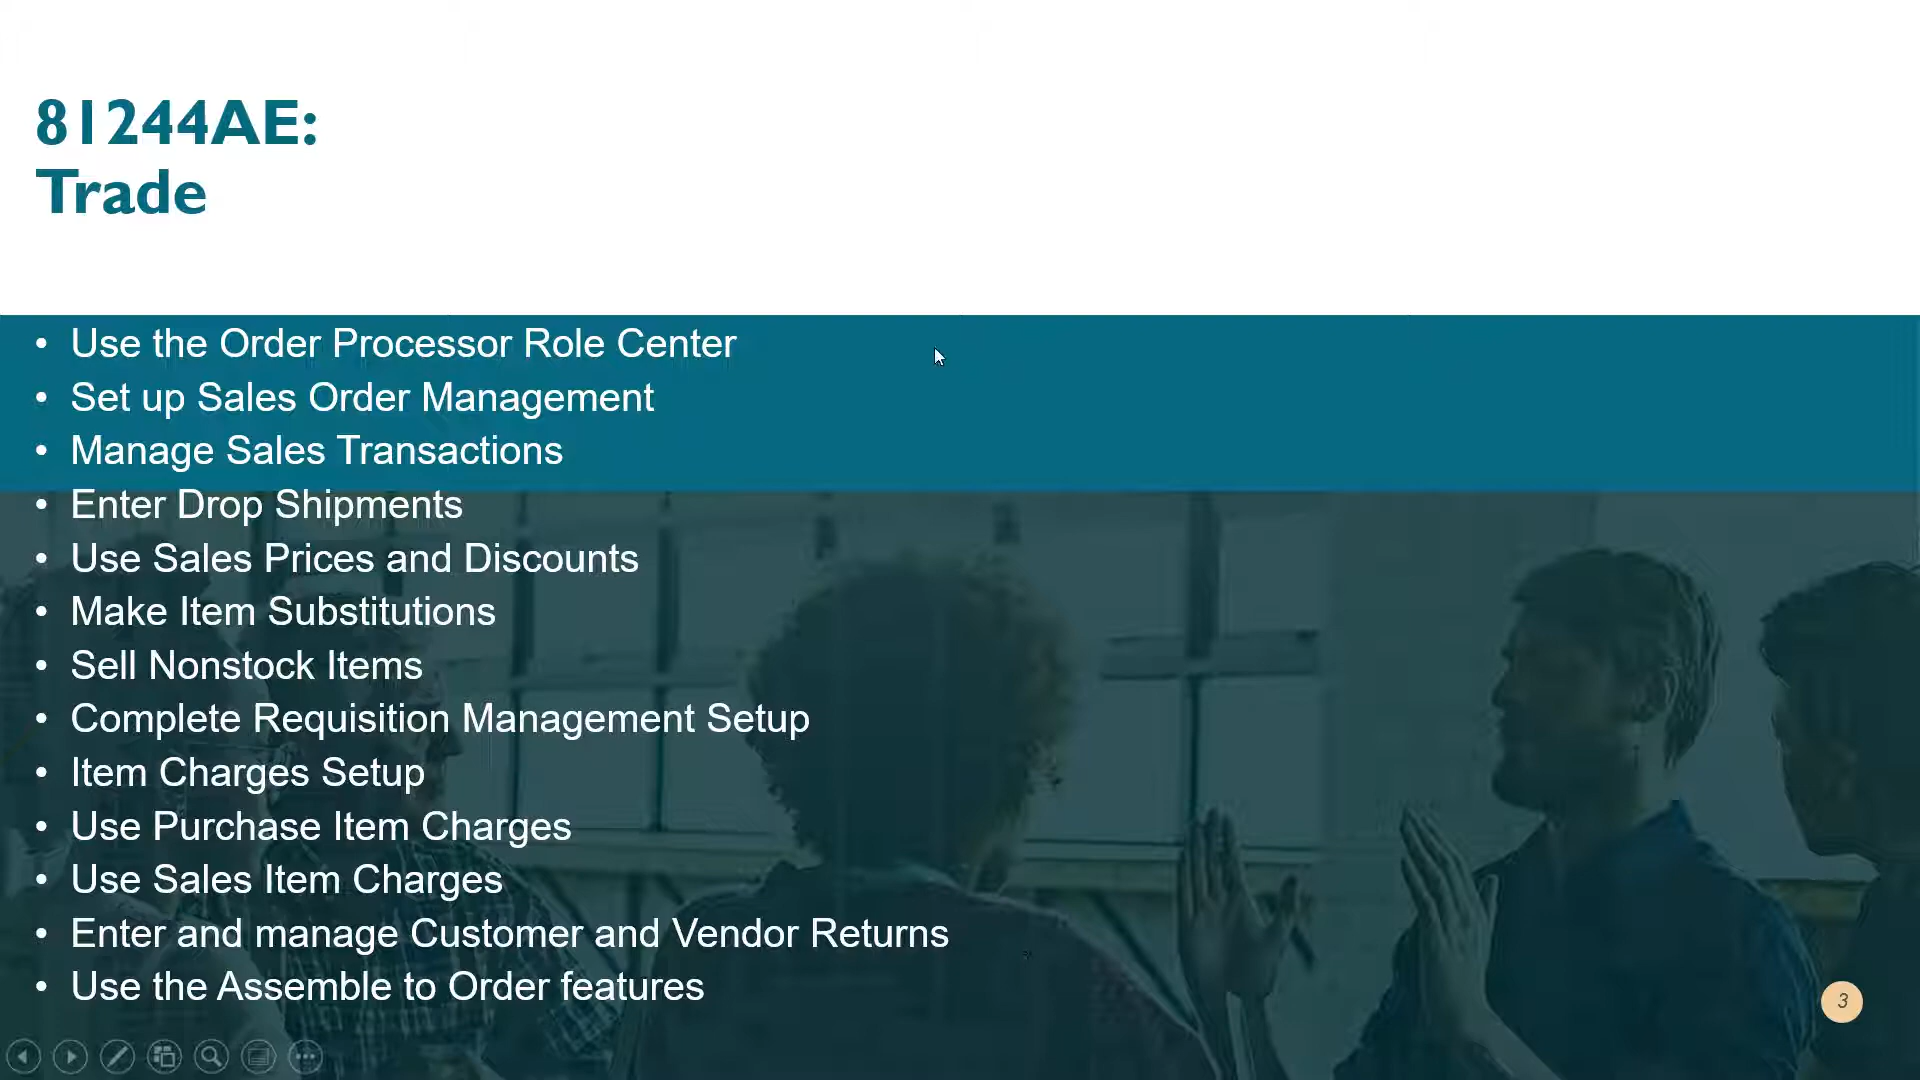 81244AE:
Trade
• Use the Order Processor Role Center
• Set up Sales Order Management
• Manage Sales Transactions
• Enter Drop Shipments
• Use Sales Prices and Discounts
• Make Item Substitutions
• Sell Nonstock Items
• Complete Requisition Management Setup
• Item Charges Setup
• Use Purchase Item Charges
• Use Sales Item Charges
• Enter and manage Customer and Vendor Returns
• Use the Assemble to Order features
3